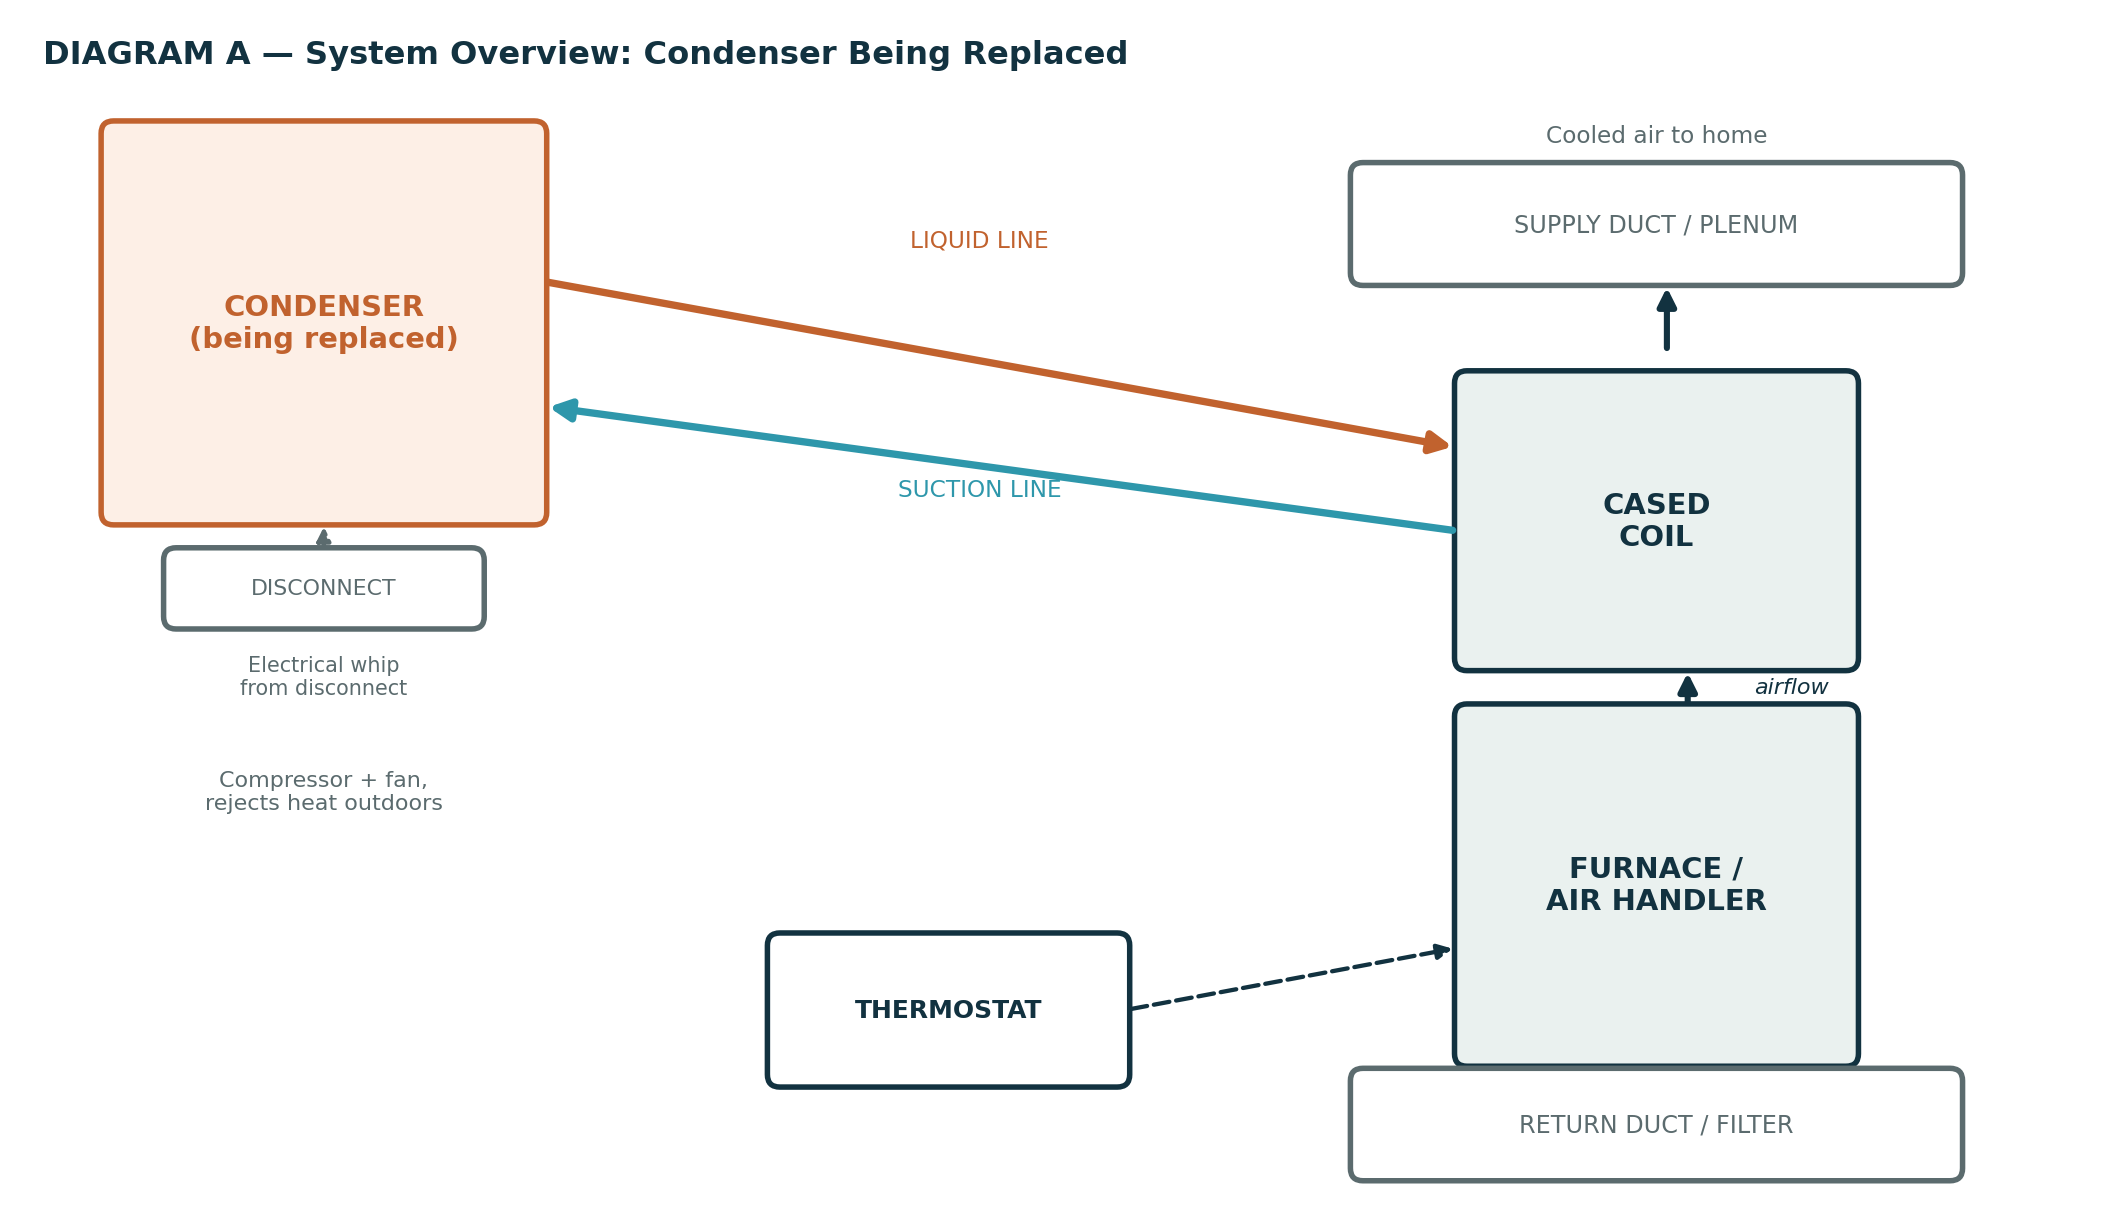 DIAGRAM A — System Overview: Condenser Being Replaced
Cooled air to home
SUPPLY DUCT / PLENUM
LIQUID LINE
CONDENSER
(being replaced)
SUCTION LINE
CASED
COIL
DISCONNECT
Electrical whip
from disconnect
airflow
Compressor + fan,
rejects heat outdoors
FURNACE /
AIR HANDLER
THERMOSTAT
RETURN DUCT / FILTER